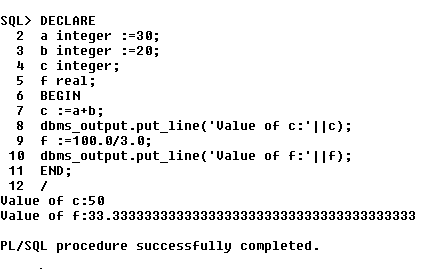 SQL> DECLARE
2 a integer :=30;
3 b integer :=20;
4 c integer;
5 f real;
6 BEGIN
7 c :=a+b;
8 dbms_output.put_line('Value of c:'||c);
9 f :=100.0/3.0;
10 dbms_output.put_line('Value of f:'||f);
11 END;
12 /
Value of c:50
Value of f:33.33333333333333333333333333333333333333
PL/SQL procedure successfully completed.